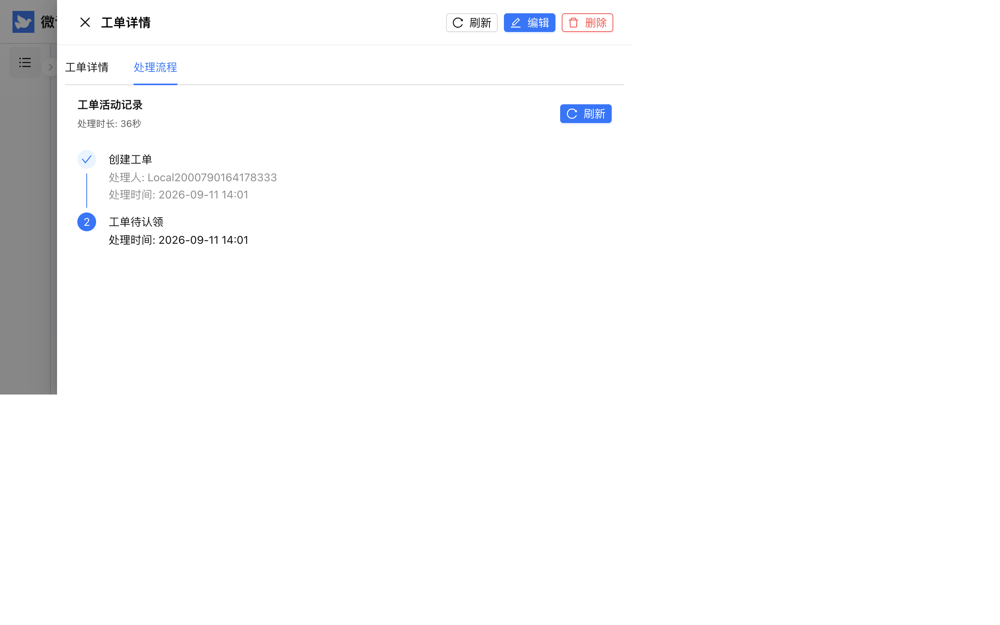 微
工单详情
刷新
编辑
删除
工单详情
处理流程
工单活动记录
处理时长: 36秒
刷新
创建工单
处理人: Local2000790164178333
处理时间: 2026-09-11 14:01
2
工单待认领
处理时间: 2026-09-11 14:01